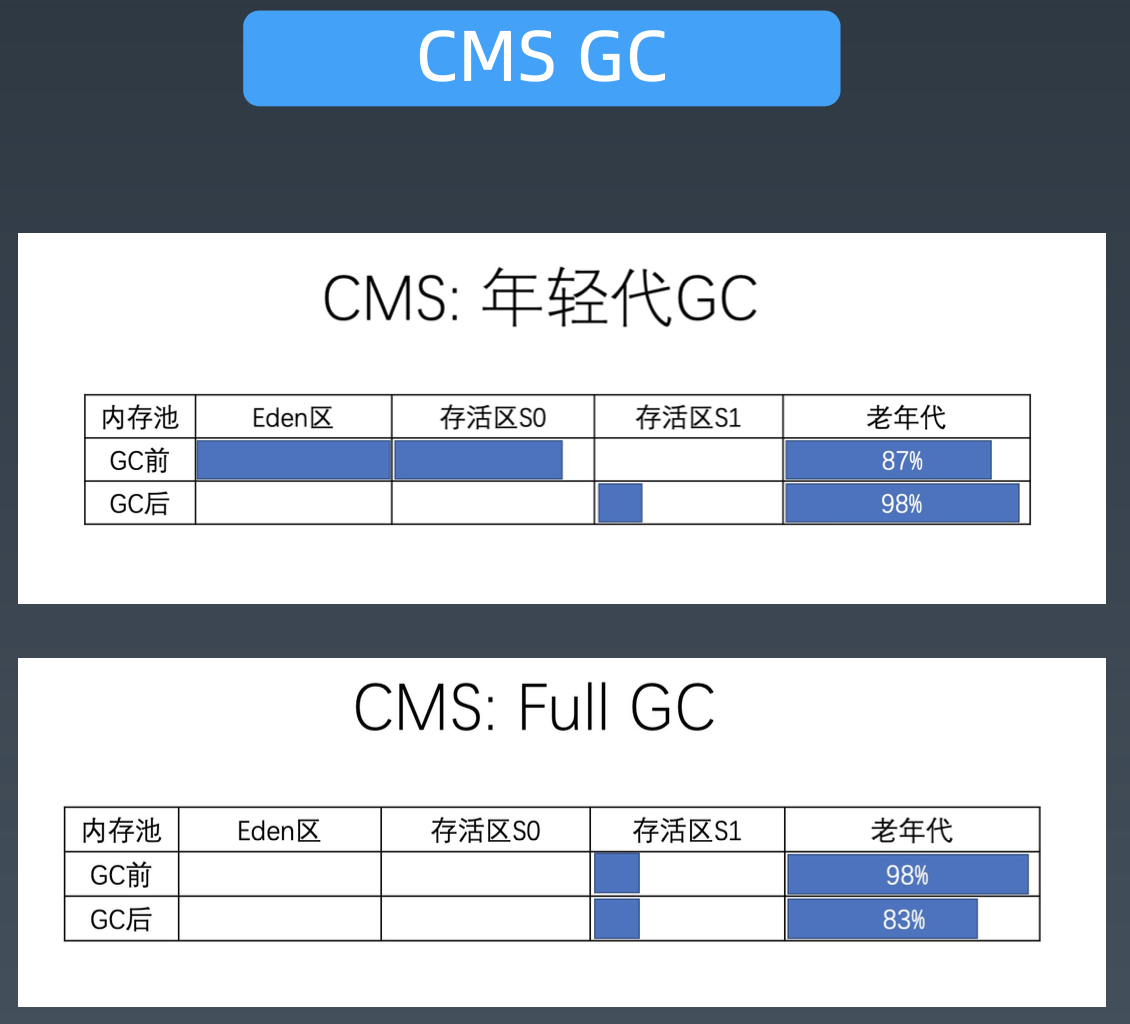 CMS GC
CMS: 年轻代GC
内存池 Eden区 存活区S0 存活区S1 老年代
GC前 87%
GC后 98%
CMS: Full GC
内存池 Eden区 存活区S0 存活区S1 老年代
GC前 98%
GC后 83%